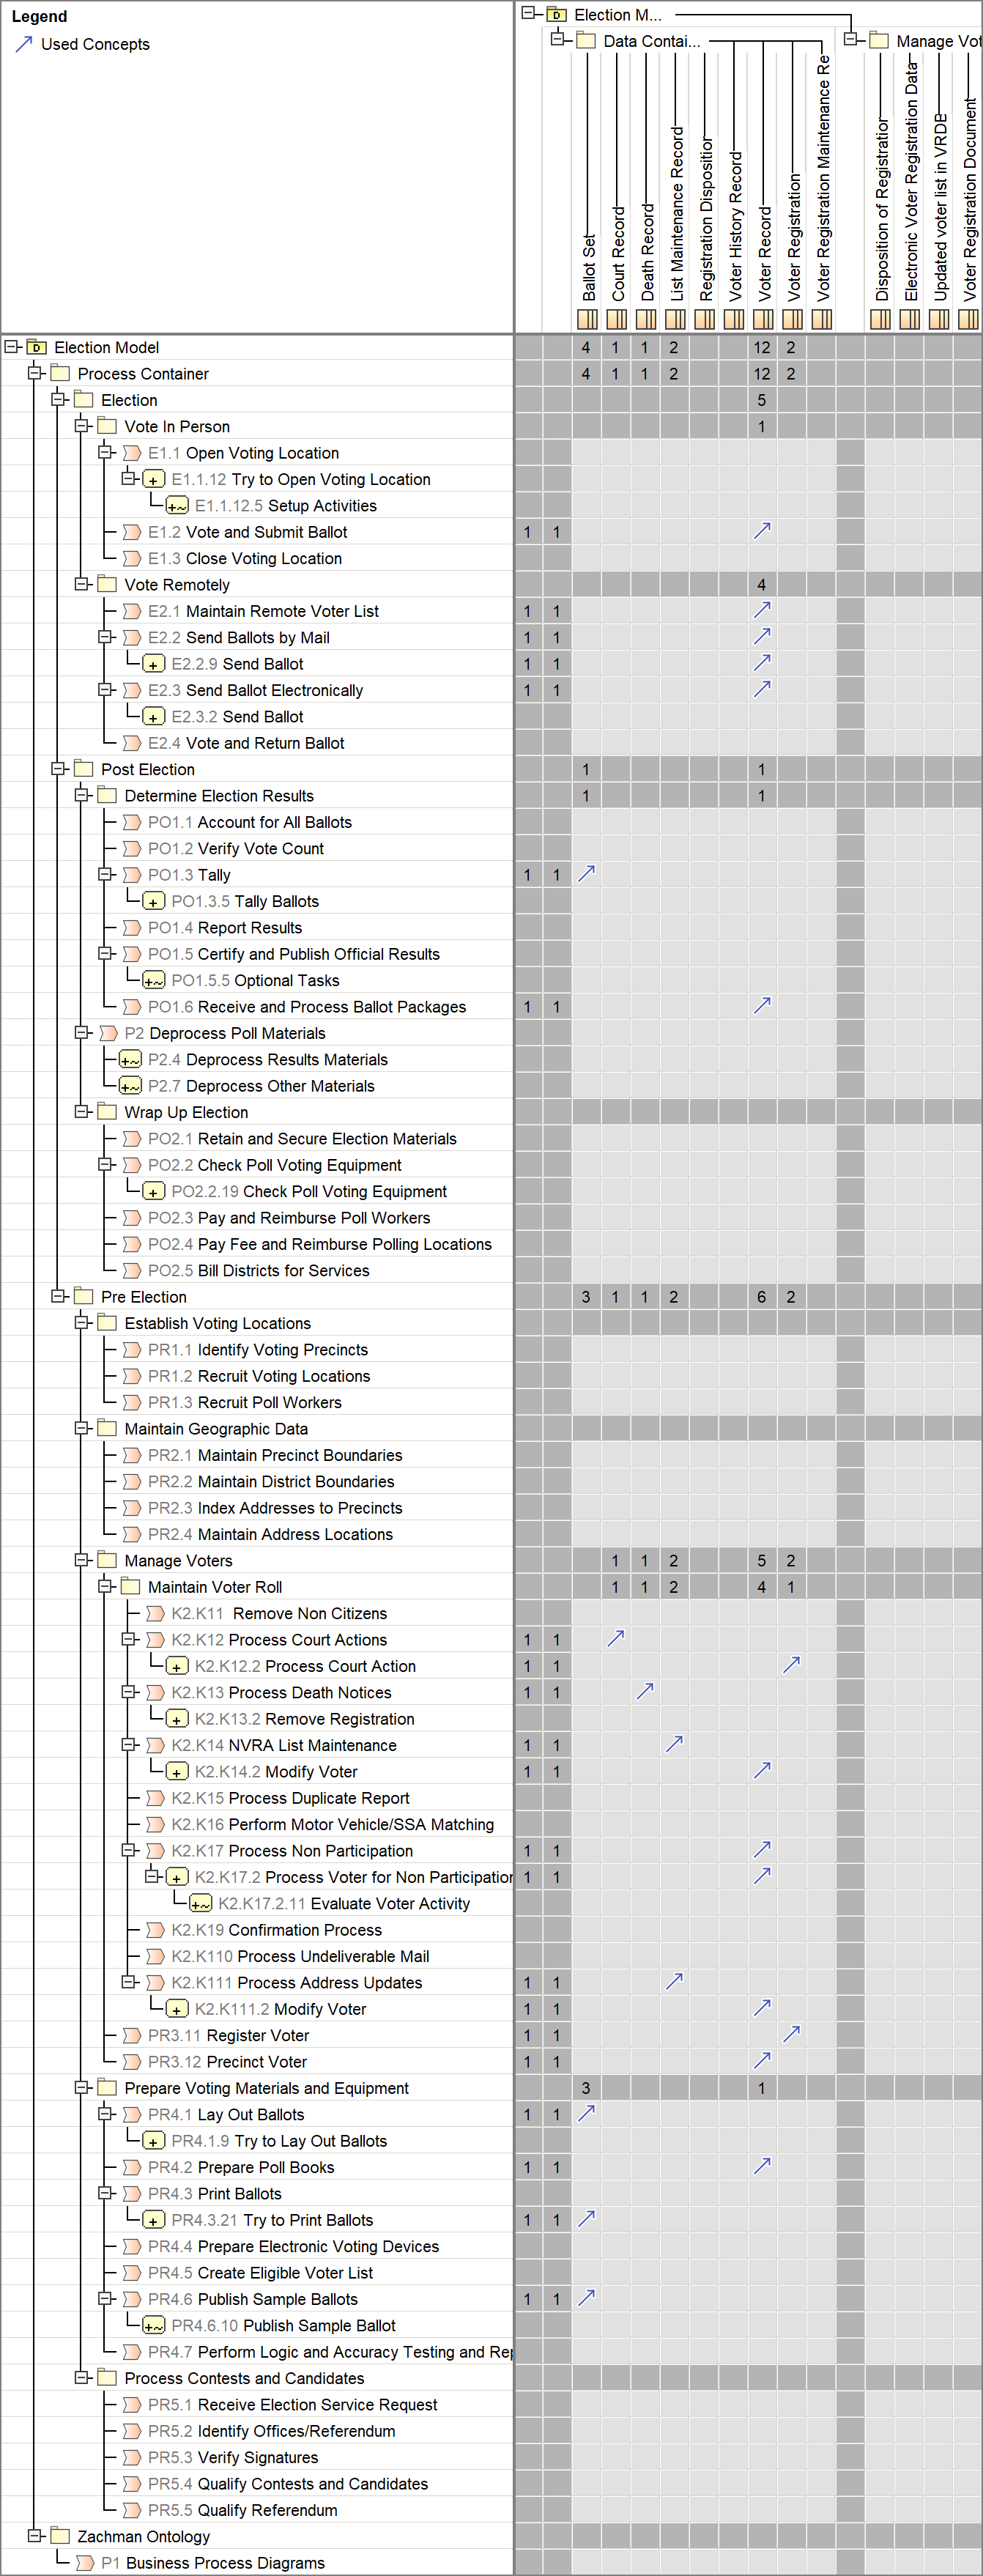 Legend
Used Concepts
Election M...
Data Contai...
Manage Vot
Ballot Set
Court Record
Death Record
List Maintenance Record
Registration Disposition
Voter History Record
Voter Record
Voter Registration
Voter Registration Maintenance Re
Disposition of Registration
Electronic Voter Registration Data
Updated voter list in VRDB
Voter Registration Document
Election Model 4 1 1 2 12 2
Process Container 4 1 1 2 12 2
Election 5
Vote In Person 1
E1.1 Open Voting Location
E1.1.12 Try to Open Voting Location
E1.1.12.5 Setup Activities
E1.2 Vote and Submit Ballot 1 1
E1.3 Close Voting Location
Vote Remotely 4
E2.1 Maintain Remote Voter List 1 1
E2.2 Send Ballots by Mail 1 1
E2.2.9 Send Ballot 1 1
E2.3 Send Ballot Electronically 1 1
E2.3.2 Send Ballot
E2.4 Vote and Return Ballot
Post Election 1 1
Determine Election Results 1 1
PO1.1 Account for All Ballots
PO1.2 Verify Vote Count
PO1.3 Tally 1 1
PO1.3.5 Tally Ballots
PO1.4 Report Results
PO1.5 Certify and Publish Official Results
PO1.5.5 Optional Tasks
PO1.6 Receive and Process Ballot Packages 1 1
P2 Deprocess Poll Materials
P2.4 Deprocess Results Materials
P2.7 Deprocess Other Materials
Wrap Up Election
PO2.1 Retain and Secure Election Materials
PO2.2 Check Poll Voting Equipment
PO2.2.19 Check Poll Voting Equipment
PO2.3 Pay and Reimburse Poll Workers
PO2.4 Pay Fee and Reimburse Polling Locations
PO2.5 Bill Districts for Services
Pre Election 3 1 1 2 6 2
Establish Voting Locations
PR1.1 Identify Voting Precincts
PR1.2 Recruit Voting Locations
PR1.3 Recruit Poll Workers
Maintain Geographic Data
PR2.1 Maintain Precinct Boundaries
PR2.2 Maintain District Boundaries
PR2.3 Index Addresses to Precincts
PR2.4 Maintain Address Locations
Manage Voters 1 1 2 5 2
Maintain Voter Roll 1 1 2 4 1
K2.K11 Remove Non Citizens
K2.K12 Process Court Actions 1 1
K2.K12.2 Process Court Action 1 1
K2.K13 Process Death Notices 1 1
K2.K13.2 Remove Registration
K2.K14 NVRA List Maintenance 1 1
K2.K14.2 Modify Voter 1 1
K2.K15 Process Duplicate Report
K2.K16 Perform Motor Vehicle/SSA Matching
K2.K17 Process Non Participation 1 1
K2.K17.2 Process Voter for Non Participation 1 1
K2.K17.2.11 Evaluate Voter Activity
K2.K19 Confirmation Process
K2.K110 Process Undeliverable Mail
K2.K111 Process Address Updates 1 1
K2.K111.2 Modify Voter 1 1
PR3.11 Register Voter 1 1
PR3.12 Precinct Voter 1 1
Prepare Voting Materials and Equipment 3 1
PR4.1 Lay Out Ballots 1 1
PR4.1.9 Try to Lay Out Ballots
PR4.2 Prepare Poll Books 1 1
PR4.3 Print Ballots
PR4.3.21 Try to Print Ballots 1 1
PR4.4 Prepare Electronic Voting Devices
PR4.5 Create Eligible Voter List
PR4.6 Publish Sample Ballots 1 1
PR4.6.10 Publish Sample Ballot
PR4.7 Perform Logic and Accuracy Testing and Rep
Process Contests and Candidates
PR5.1 Receive Election Service Request
PR5.2 Identify Offices/Referendum
PR5.3 Verify Signatures
PR5.4 Qualify Contests and Candidates
PR5.5 Qualify Referendum
Zachman Ontology
P1 Business Process Diagrams